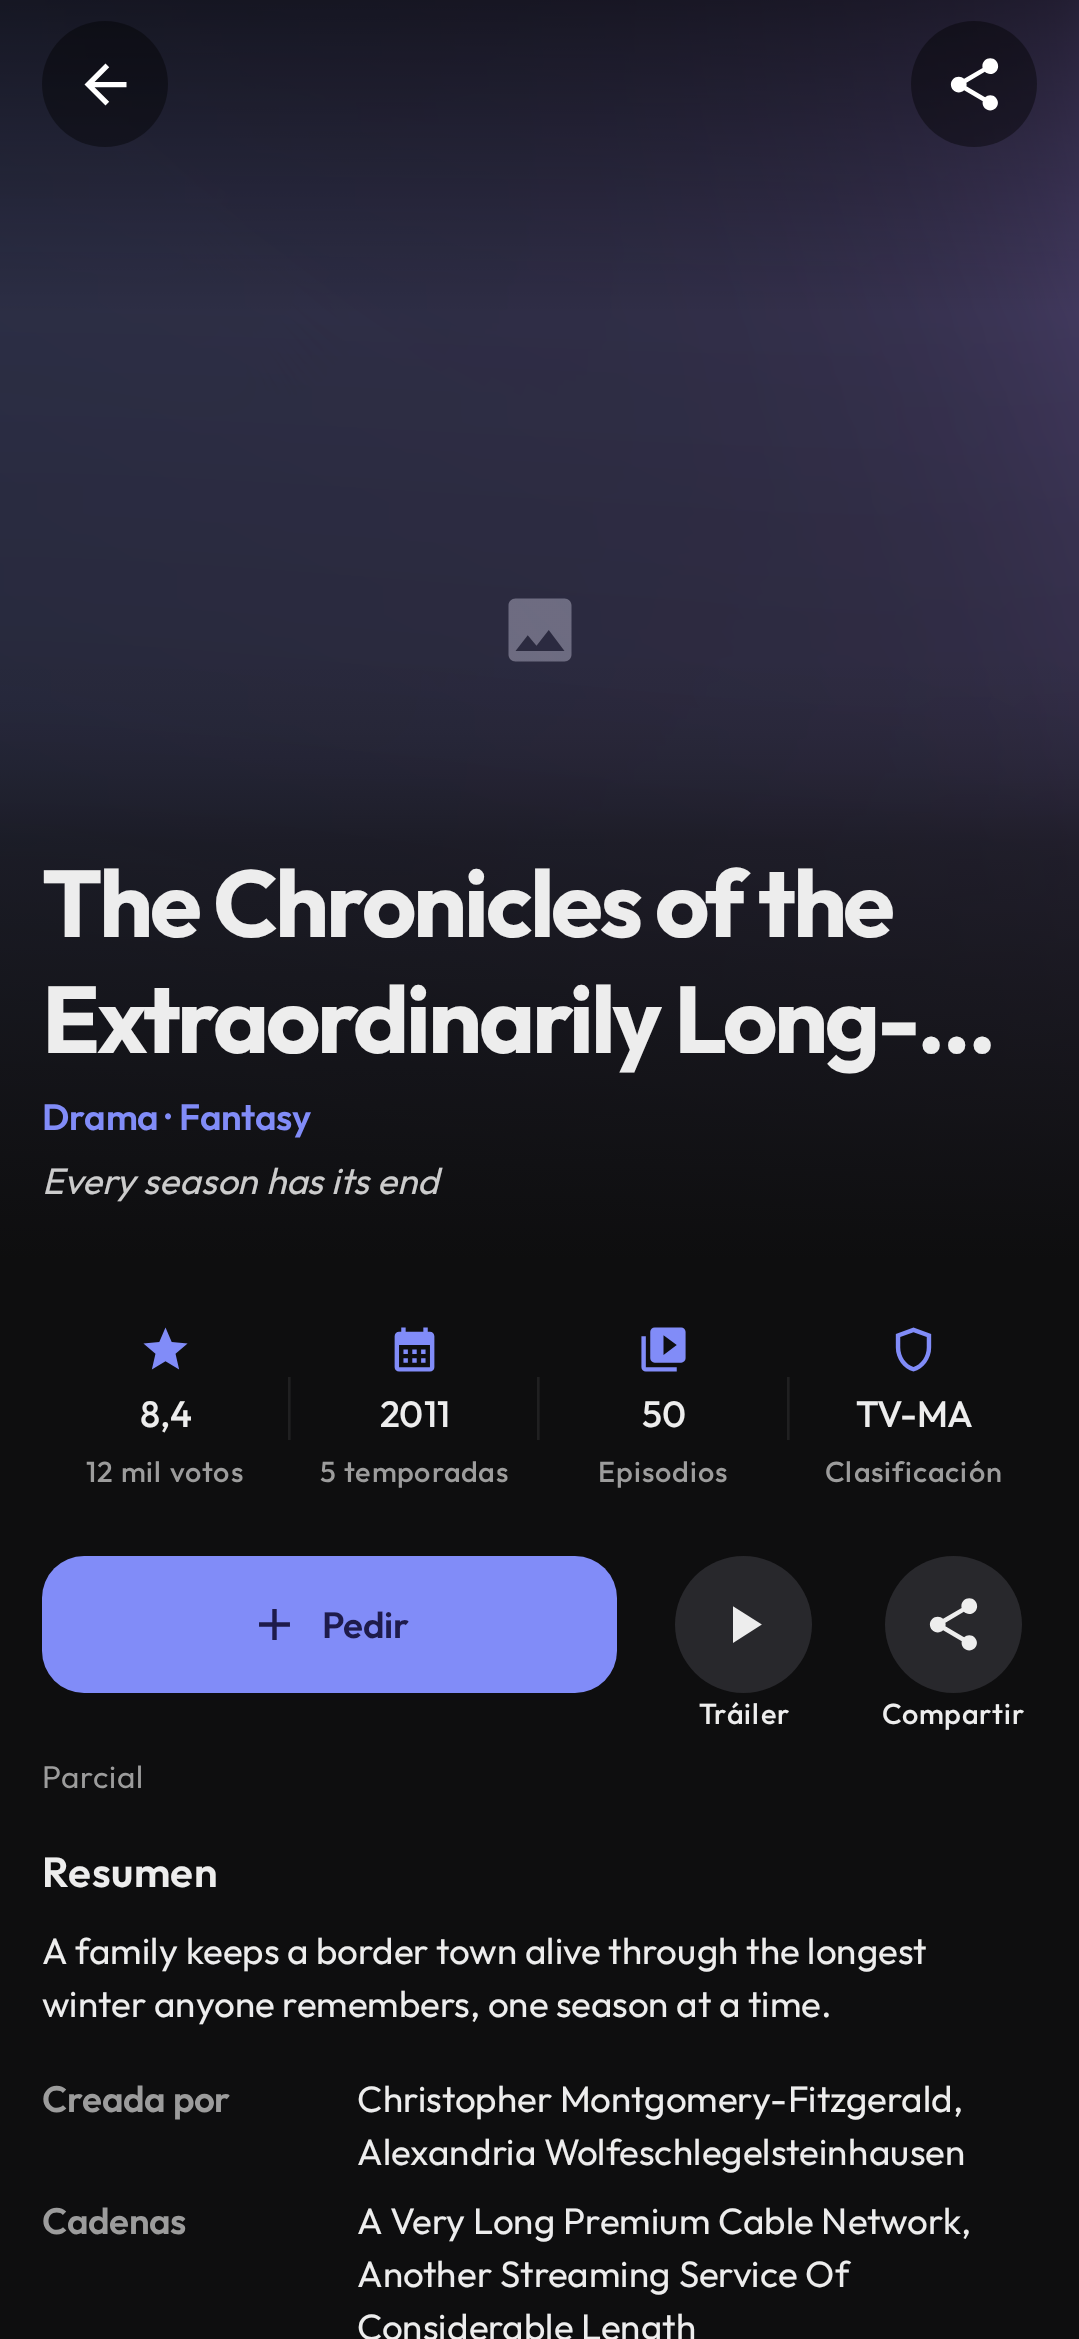 The Chronicles of the
Extraordinarily Long-...
Drama · Fantasy
Every season has its end
8,4
2011
50
TV-MA
12 mil votos
5 temporadas
Episodios
Clasificación
Pedir
Tráiler
Compartir
Parcial
Resumen
A family keeps a border town alive through the longest
winter anyone remembers, one season at a time.
Creada por
Christopher Montgomery-Fitzgerald,
Alexandria Wolfeschlegelsteinhausen
Cadenas
A Very Long Premium Cable Network,
Another Streaming Service Of
Considerable Length